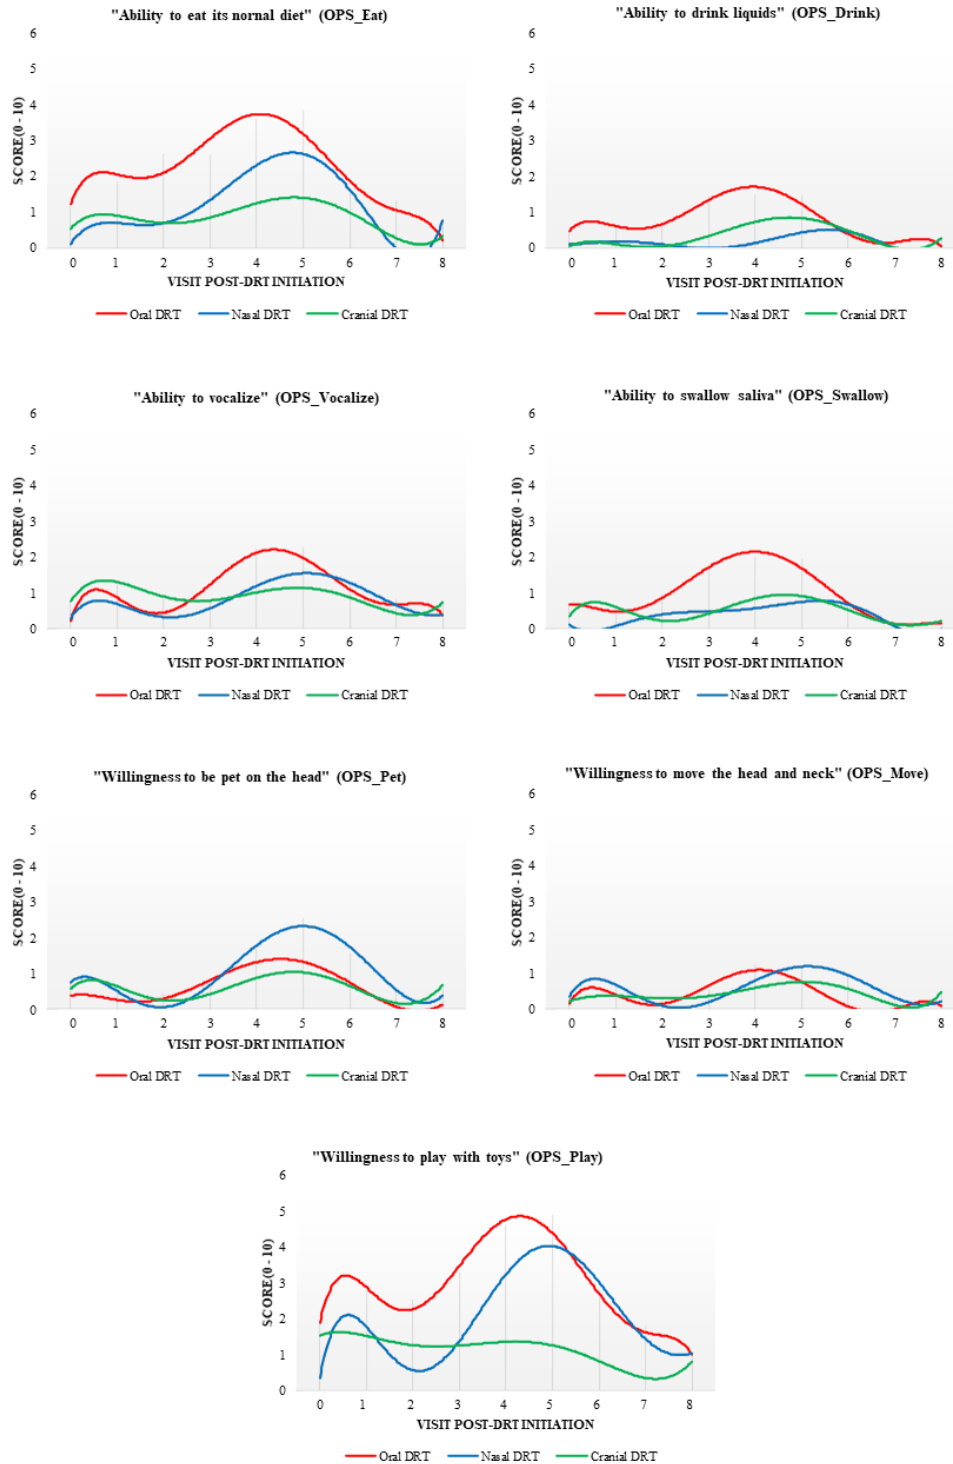 "Ability to eat its nornal diet" (OPS_Eat)
6
5
4
3
2
1
0
SCORE(0 - 10)
0 1 2 3 4 5 6 7 8
VISIT POST-DRT INITIATION
Oral DRT Nasal DRT Cranial DRT
"Ability to drink liquids" (OPS_Drink)
6
5
4
3
2
1
0
SCORE(0 - 10)
0 1 2 3 4 5 6 7 8
VISIT POST-DRT INITIATION
Oral DRT Nasal DRT Cranial DRT
"Ability to vocalize" (OPS_Vocalize)
6
5
4
3
2
1
0
SCORE(0 - 10)
0 1 2 3 4 5 6 7 8
VISIT POST-DRT INITIATION
Oral DRT Nasal DRT Cranial DRT
"Ability to swallow saliva" (OPS_Swallow)
6
5
4
3
2
1
0
SCORE(0 - 10)
0 1 2 3 4 5 6 7 8
VISIT POST-DRT INITIATION
Oral DRT Nasal DRT Cranial DRT
"Willingness to be pet on the head" (OPS_Pet)
6
5
4
3
2
1
0
SCORE(0 - 10)
0 1 2 3 4 5 6 7 8
VISIT POST-DRT INITIATION
Oral DRT Nasal DRT Cranial DRT
"Willingness to move the head and neck" (OPS_Move)
6
5
4
3
2
1
0
SCORE(0 - 10)
0 1 2 3 4 5 6 7 8
VISIT POST-DRT INITIATION
Oral DRT Nasal DRT Cranial DRT
"Willingness to play with toys" (OPS_Play)
6
5
4
3
2
1
0
SCORE(0 - 10)
0 1 2 3 4 5 6 7 8
VISIT POST-DRT INITIATION
Oral DRT Nasal DRT Cranial DRT